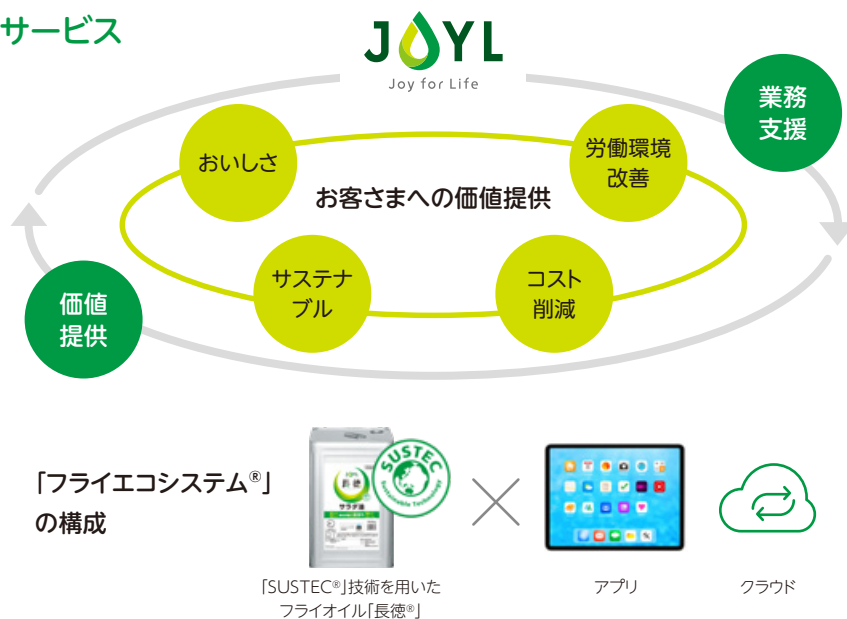 サービス
JOYL
Joy for Life
業務
支援
おいしさ
労働環境
改善
お客さまへの価値提供
サステナ
ブル
コスト
削減
価値
提供
「フライエコシステム®」
の構成
SUSTEC
Sustainable Technology
JOYL
長徳
サラダ油
「SUSTEC®」技術を用いた
フライオイル「長徳®」
アプリ
クラウド